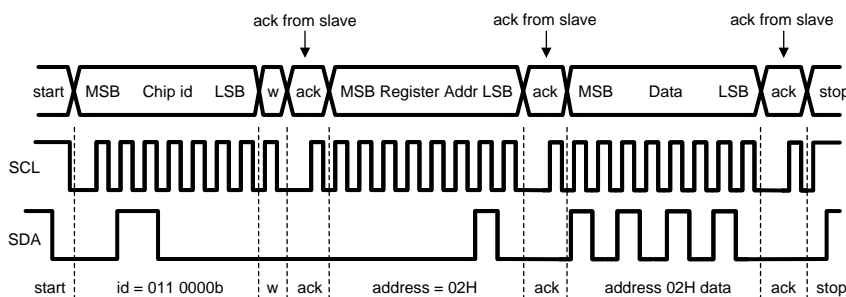 ack from slave ack from slave ack from slave
start MSB Chip id LSB w ack MSB Register Addr LSB ack MSB Data LSB ack stop
SCL
SDA
start id = 011 0000b w ack address = 02H ack address 02H data ack stop